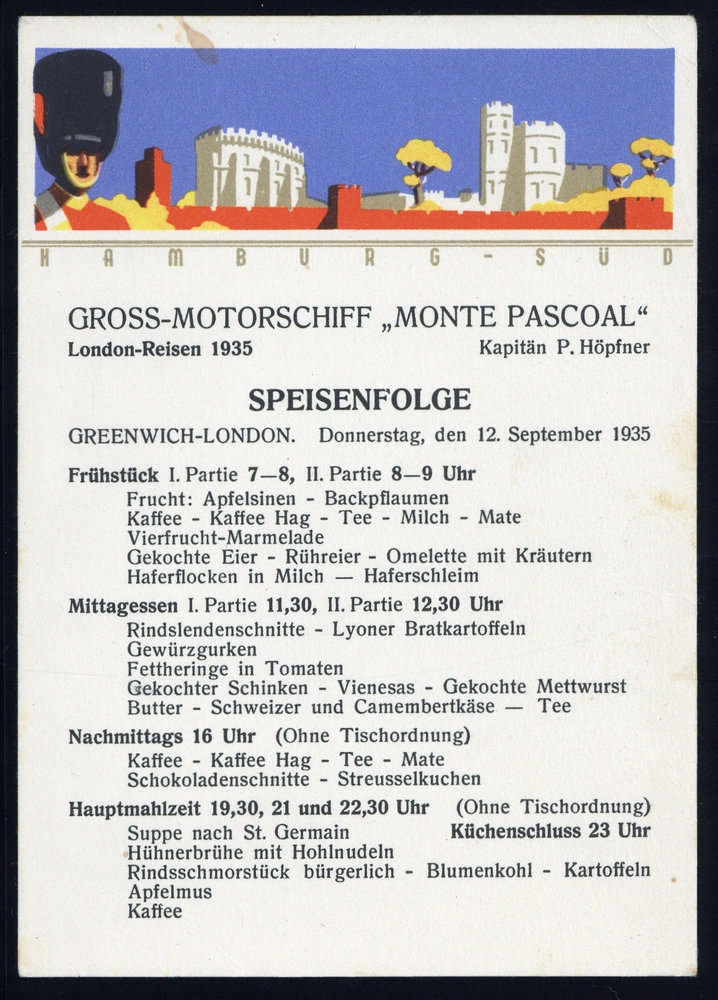 HAMBURG-SÜD
GROSS-MOTORSCHIFF „MONTE PASCOAL“
London-Reisen 1935 Kapitän P. Höpfner
SPEISENFOLGE
GREENWICH-LONDON. Donnerstag, den 12. September 1935
Frühstück I. Partie 7—8, II. Partie 8—9 Uhr
Frucht: Apfelsinen - Backpflaumen
Kaffee - Kaffee Hag - Tee - Milch - Mate
Vierfrucht-Marmelade
Gekochte Eier - Rühreier - Omelette mit Kräutern
Haferflocken in Milch — Haferschleim
Mittagessen I. Partie 11,30, II. Partie 12,30 Uhr
Rindslendenschnitte - Lyoner Bratkartoffeln
Gewürzgurken
Fettheringe in Tomaten
Gekochter Schinken - Vienesas - Gekochte Mettwurst
Butter - Schweizer und Camembertkäse — Tee
Nachmittags 16 Uhr (Ohne Tischordnung)
Kaffee - Kaffee Hag - Tee - Mate
Schokoladenschnitte - Streusselkuchen
Hauptmahlzeit 19,30, 21 und 22,30 Uhr (Ohne Tischordnung)
Suppe nach St. Germain Küchenschluss 23 Uhr
Hühnerbrühe mit Hohlnudeln
Rindsschmorstück bürgerlich - Blumenkohl - Kartoffeln
Apfelmus
Kaffee